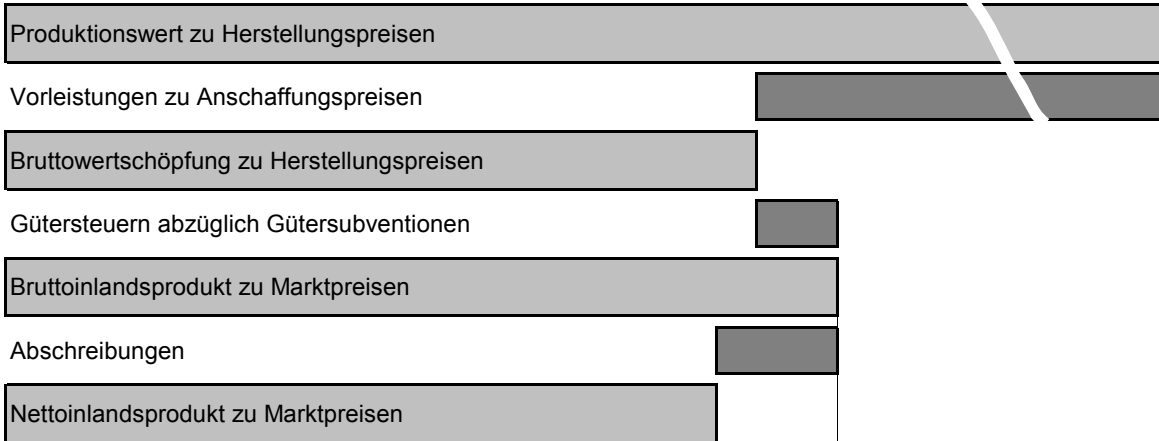 Produktionswert zu Herstellungspreisen
Vorleistungen zu Anschaffungspreisen
Bruttowertschöpfung zu Herstellungspreisen
Gütersteuern abzüglich Gütersubventionen
Bruttoinlandsprodukt zu Marktpreisen
Abschreibungen
Nettoinlandsprodukt zu Marktpreisen